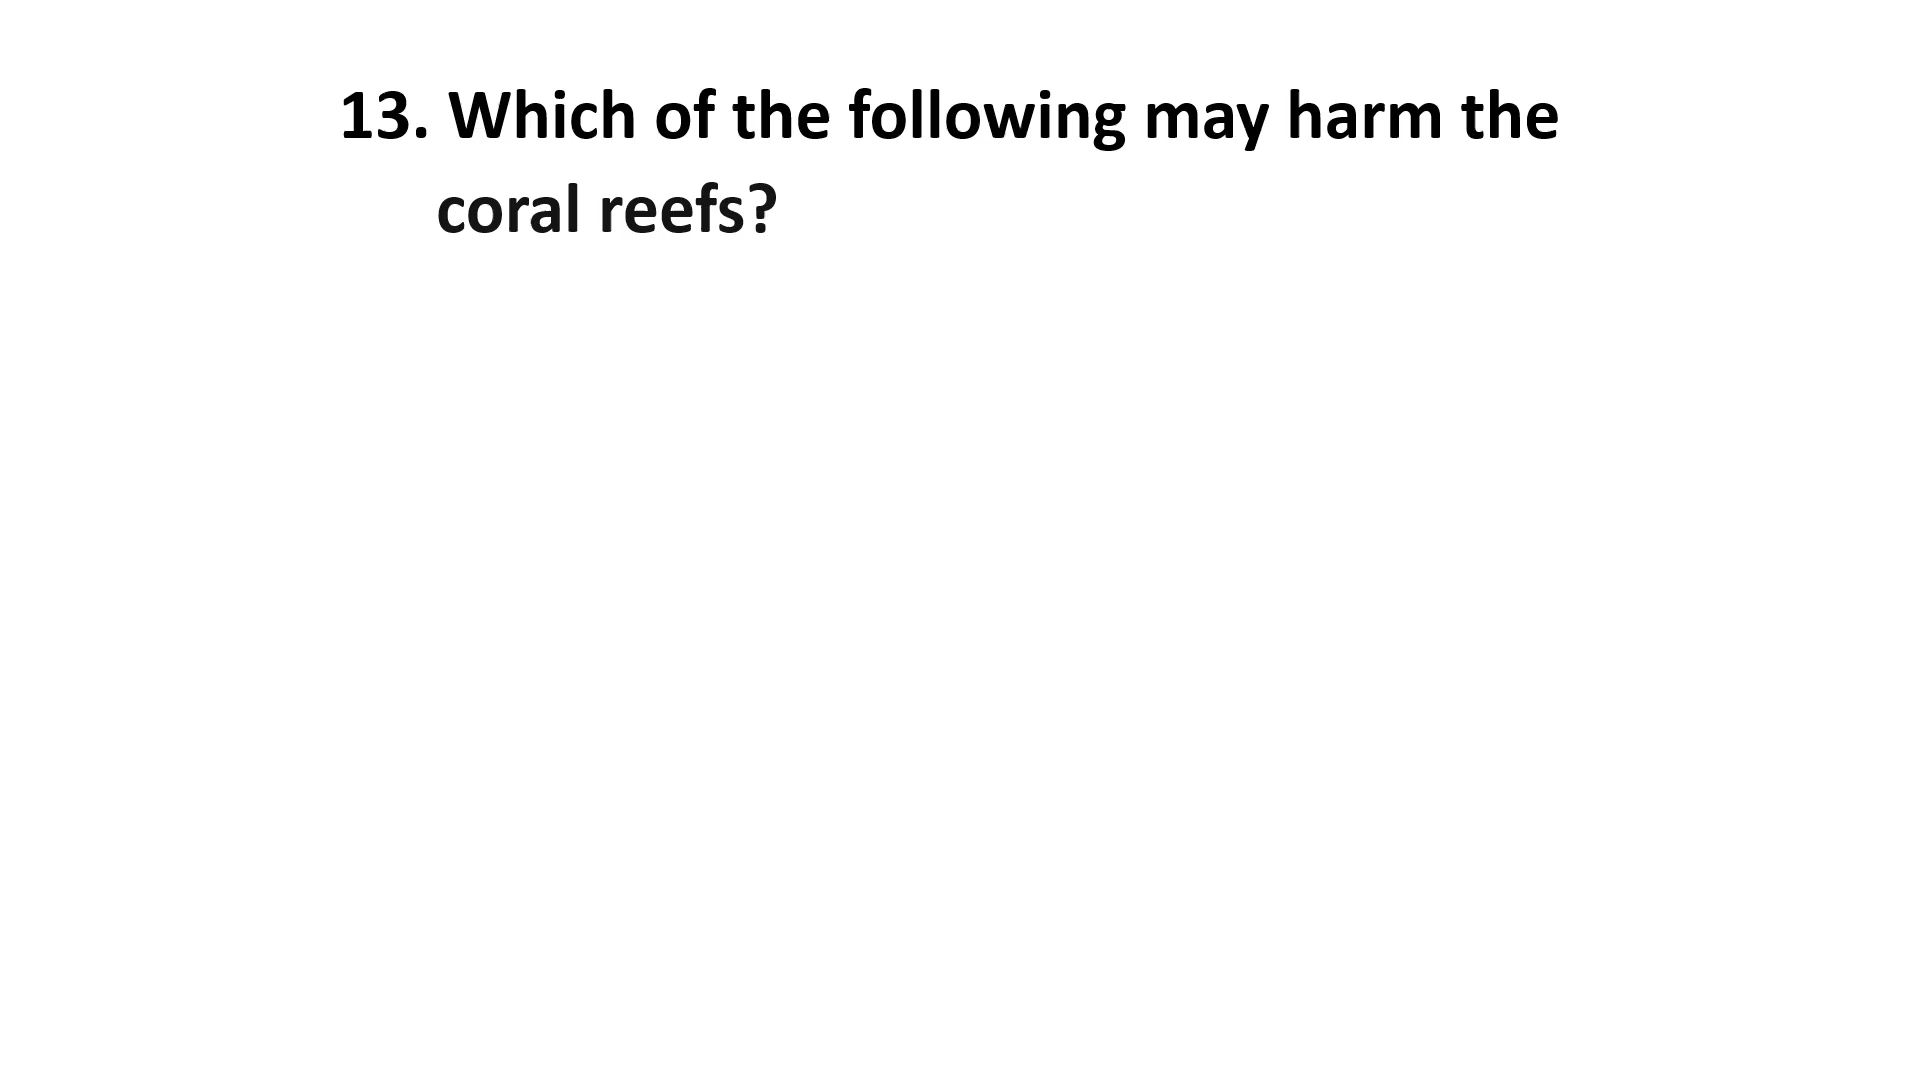 13. Which of the following may harm the
coral reefs?